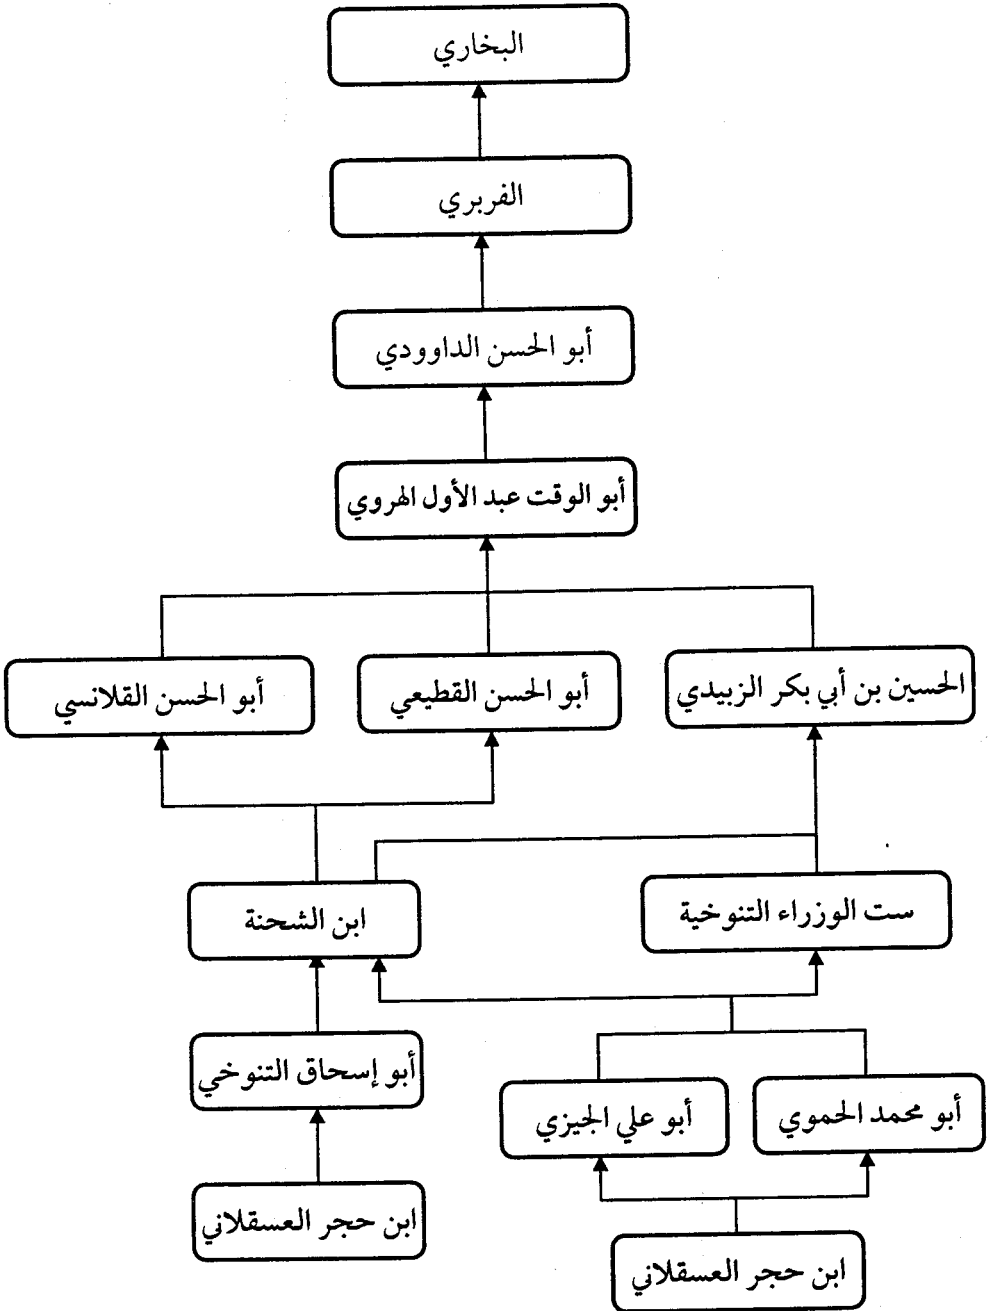 البخاري
الفربري
أبو الحسن الداوودي
أبو الوقت عبد الأول الهروي
الحسين بن أبي بكر الزبيدي
أبو الحسن القطيعي
أبو الحسن القلانسي
ست الوزراء التنوخية
ابن الشحنة
أبو إسحاق التنوخي
أبو محمد الحموي
أبو علي الجيزي
ابن حجر العسقلاني
ابن حجر العسقلاني